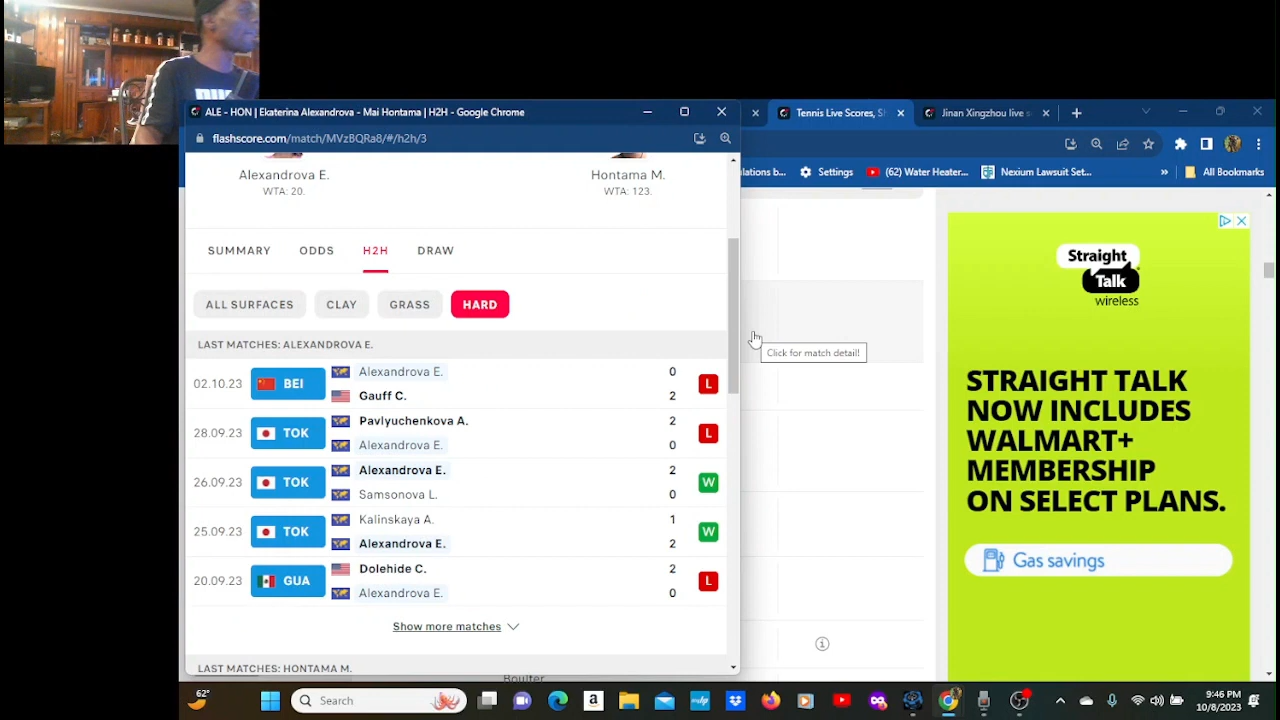 ALE - HON | Ekaterina Alexandrova - Mai Hontama | H2H - Google Chrome
Tennis Live Scores, S
Jinan Xingzhou live s
flashscore.com/match/MVzBQRa8/#/h2h/3
ulations b...
Settings
(62) Water Heater...
Nexium Lawsuit Set...
»
All Bookmarks
Alexandrova E.
WTA: 20.
Hontama M.
WTA: 123.
SUMMARY
ODDS
H2H
DRAW
ALL SURFACES
CLAY
GRASS
HARD
LAST MATCHES: ALEXANDROVA E.
02.10.23 BEI Alexandrova E. 0 L
Gauff C. 2
28.09.23 TOK Pavlyuchenkova A. 2 L
Alexandrova E. 0
26.09.23 TOK Alexandrova E. 2 W
Samsonova L. 0
25.09.23 TOK Kalinskaya A. 1 W
Alexandrova E. 2
20.09.23 GUA Dolehide C. 2 L
Alexandrova E. 0
Show more matches
LAST MATCHES: HONTAMA M.
Boulter
Click for match detail!
Straight
Talk
wireless
STRAIGHT TALK
NOW INCLUDES
WALMART+
MEMBERSHIP
ON SELECT PLANS.
Gas savings
62°
Search
9:46 PM
10/8/2023